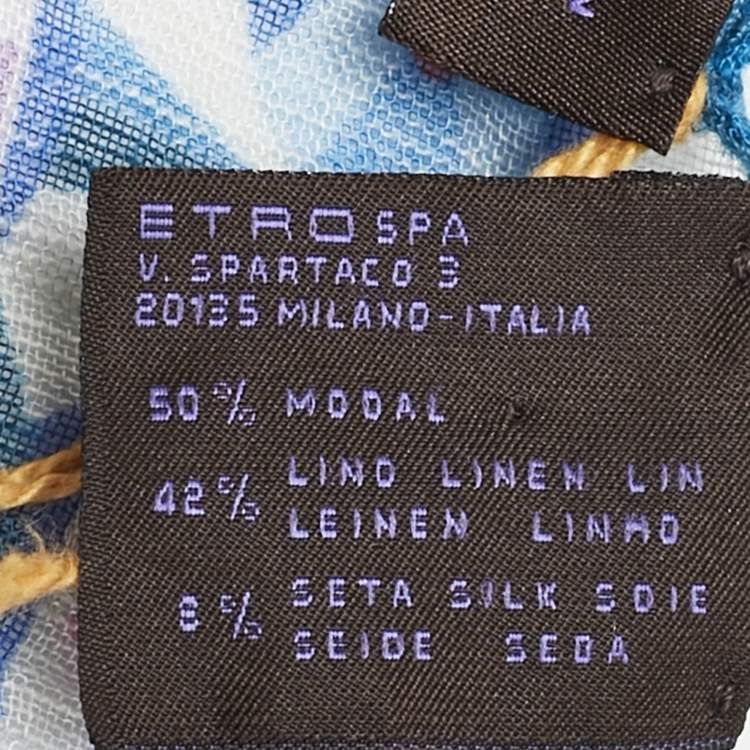 ETRO SPA
V. SPARTACO 3
20135 MILANO-ITALIA
50% MODAL
42% LINO LINEN LIN
LEINEN LINHO
8% SETA SILK SOIE
SEIDE SEDA